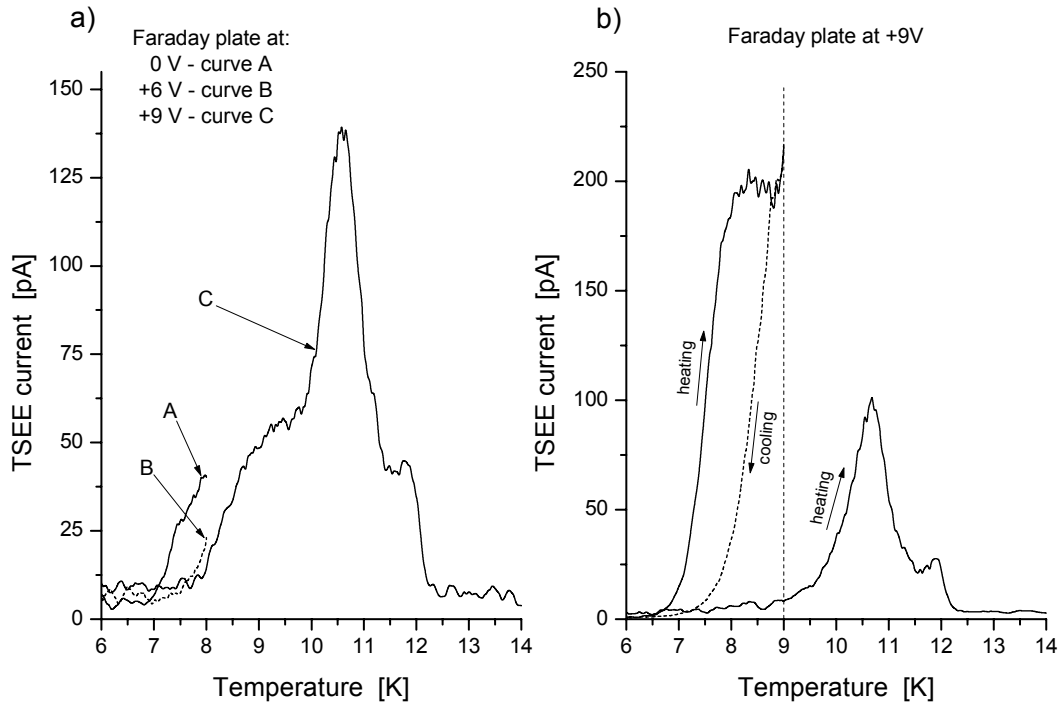 a)
Faraday plate at:
0 V - curve A
+6 V - curve B
+9 V - curve C
150
125
100
75
50
25
0
TSEE current [pA]
C
A
B
6 7 8 9 10 11 12 13 14
Temperature [K]
b)
Faraday plate at +9V
250
200
150
100
50
0
TSEE current [pA]
heating
cooling
heating
6 7 8 9 10 11 12 13 14
Temperature [K]